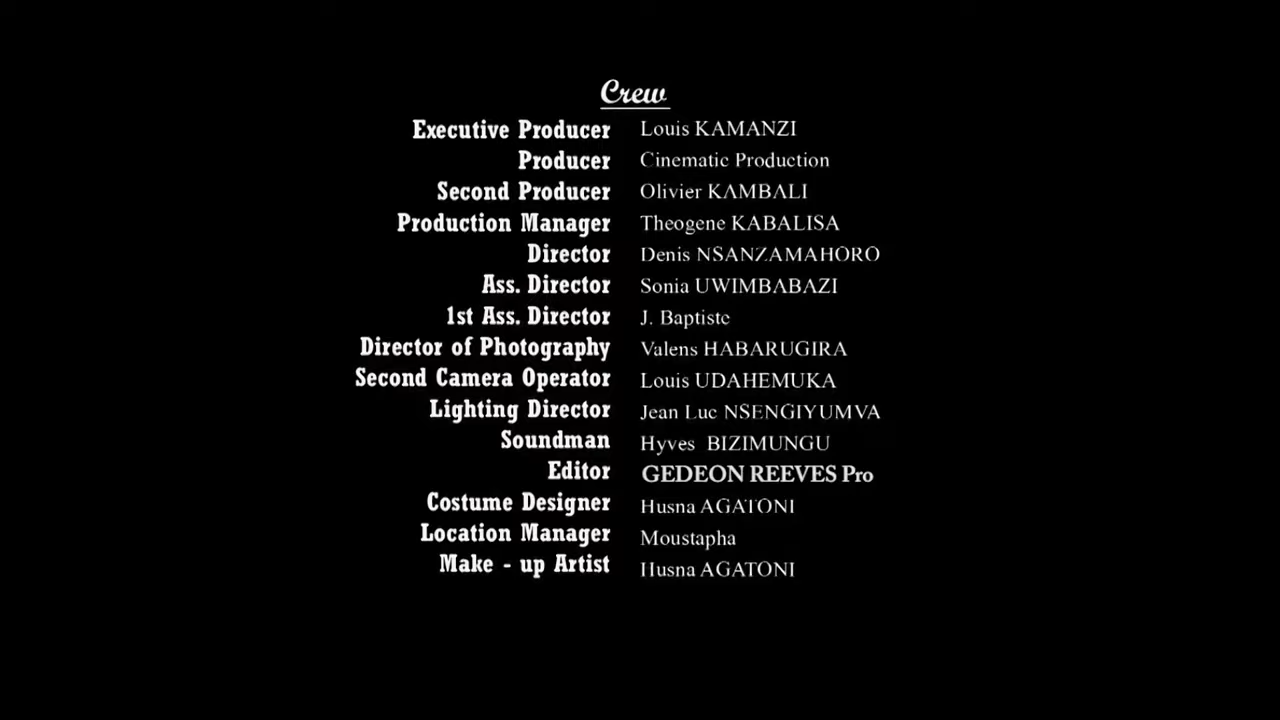 Crew
Executive Producer Louis KAMANZI
Producer Cinematic Production
Second Producer Olivier KAMBALI
Production Manager Theogene KABALISA
Director Denis NSANZAMAHORO
Ass. Director Sonia UWIMBABAZI
1st Ass. Director J. Baptiste
Director of Photography Valens HABARUGIRA
Second Camera Operator Louis UDAHEMUKA
Lighting Director Jean Luc NSENGIYUMVA
Soundman Hyves BIZIMUNGU
Editor GEDEON REEVES Pro
Costume Designer Husna AGATONI
Location Manager Moustapha
Make - up Artist Husna AGATONI